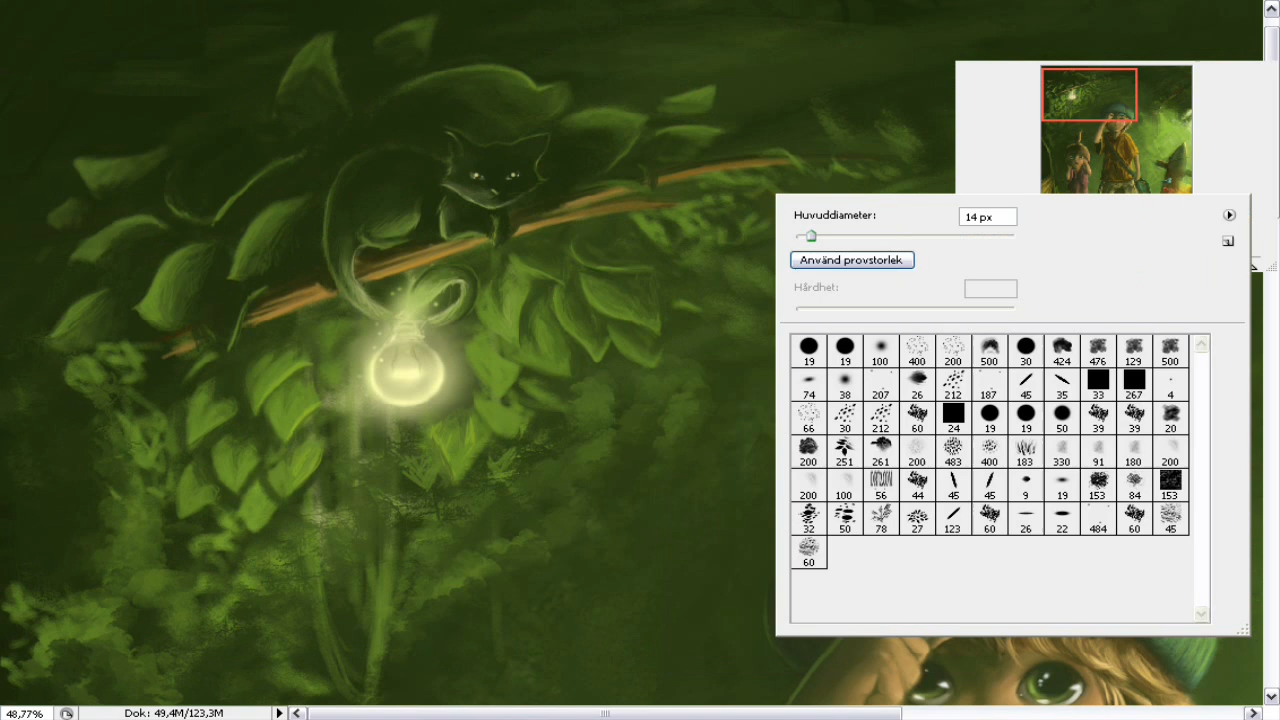 Huvuddiameter:
14 px
Använd provstorlek
Hårdhet:
19 19 100 400 200 500 30 424 476 129 500
74 38 207 26 212 187 45 35 33 267 4
66 30 212 60 24 19 19 50 39 39 20
200 251 261 200 483 400 183 330 91 180 200
200 100 56 44 45 45 9 19 153 84 153
32 50 78 27 123 60 26 22 484 60 45
60
48,77%
Dok: 49,4M/123,3M